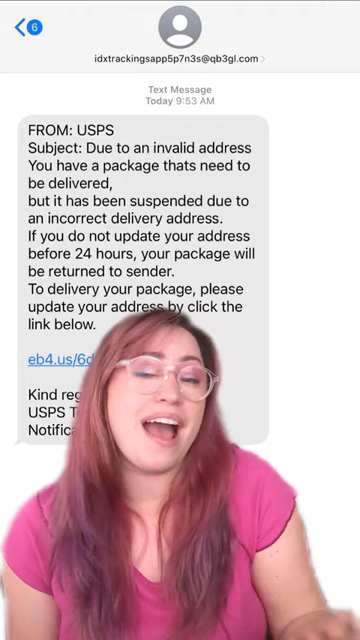 6
idxtrackingsapp5p7n3s@qb3gl.com
Text Message
Today 9:53 AM
FROM: USPS
Subject: Due to an invalid address
You have a package thats need to
be delivered,
but it has been suspended due to
an incorrect delivery address.
If you do not update your address
before 24 hours, your package will
be returned to sender.
To delivery your package, please
update your address by click the
link below.
eb4.us/6d
Kind
USPS